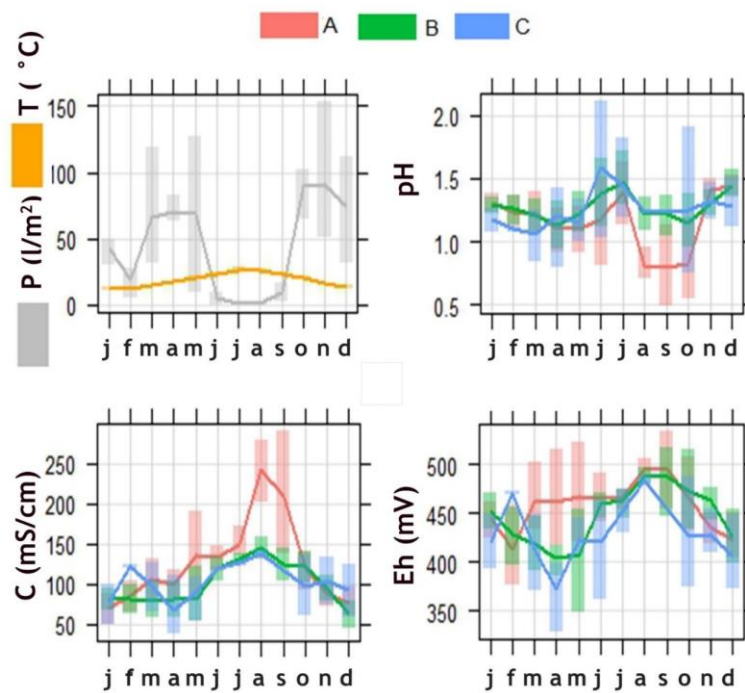 A B C
P (l/m²) T ( °C)
150
100
50
0
j f m a m j j a s o n d
pH
2.0
1.5
1.0
0.5
j f m a m j j a s o n d
C (mS/cm)
250
200
150
100
50
j f m a m j j a s o n d
Eh (mV)
500
450
400
350
j f m a m j j a s o n d